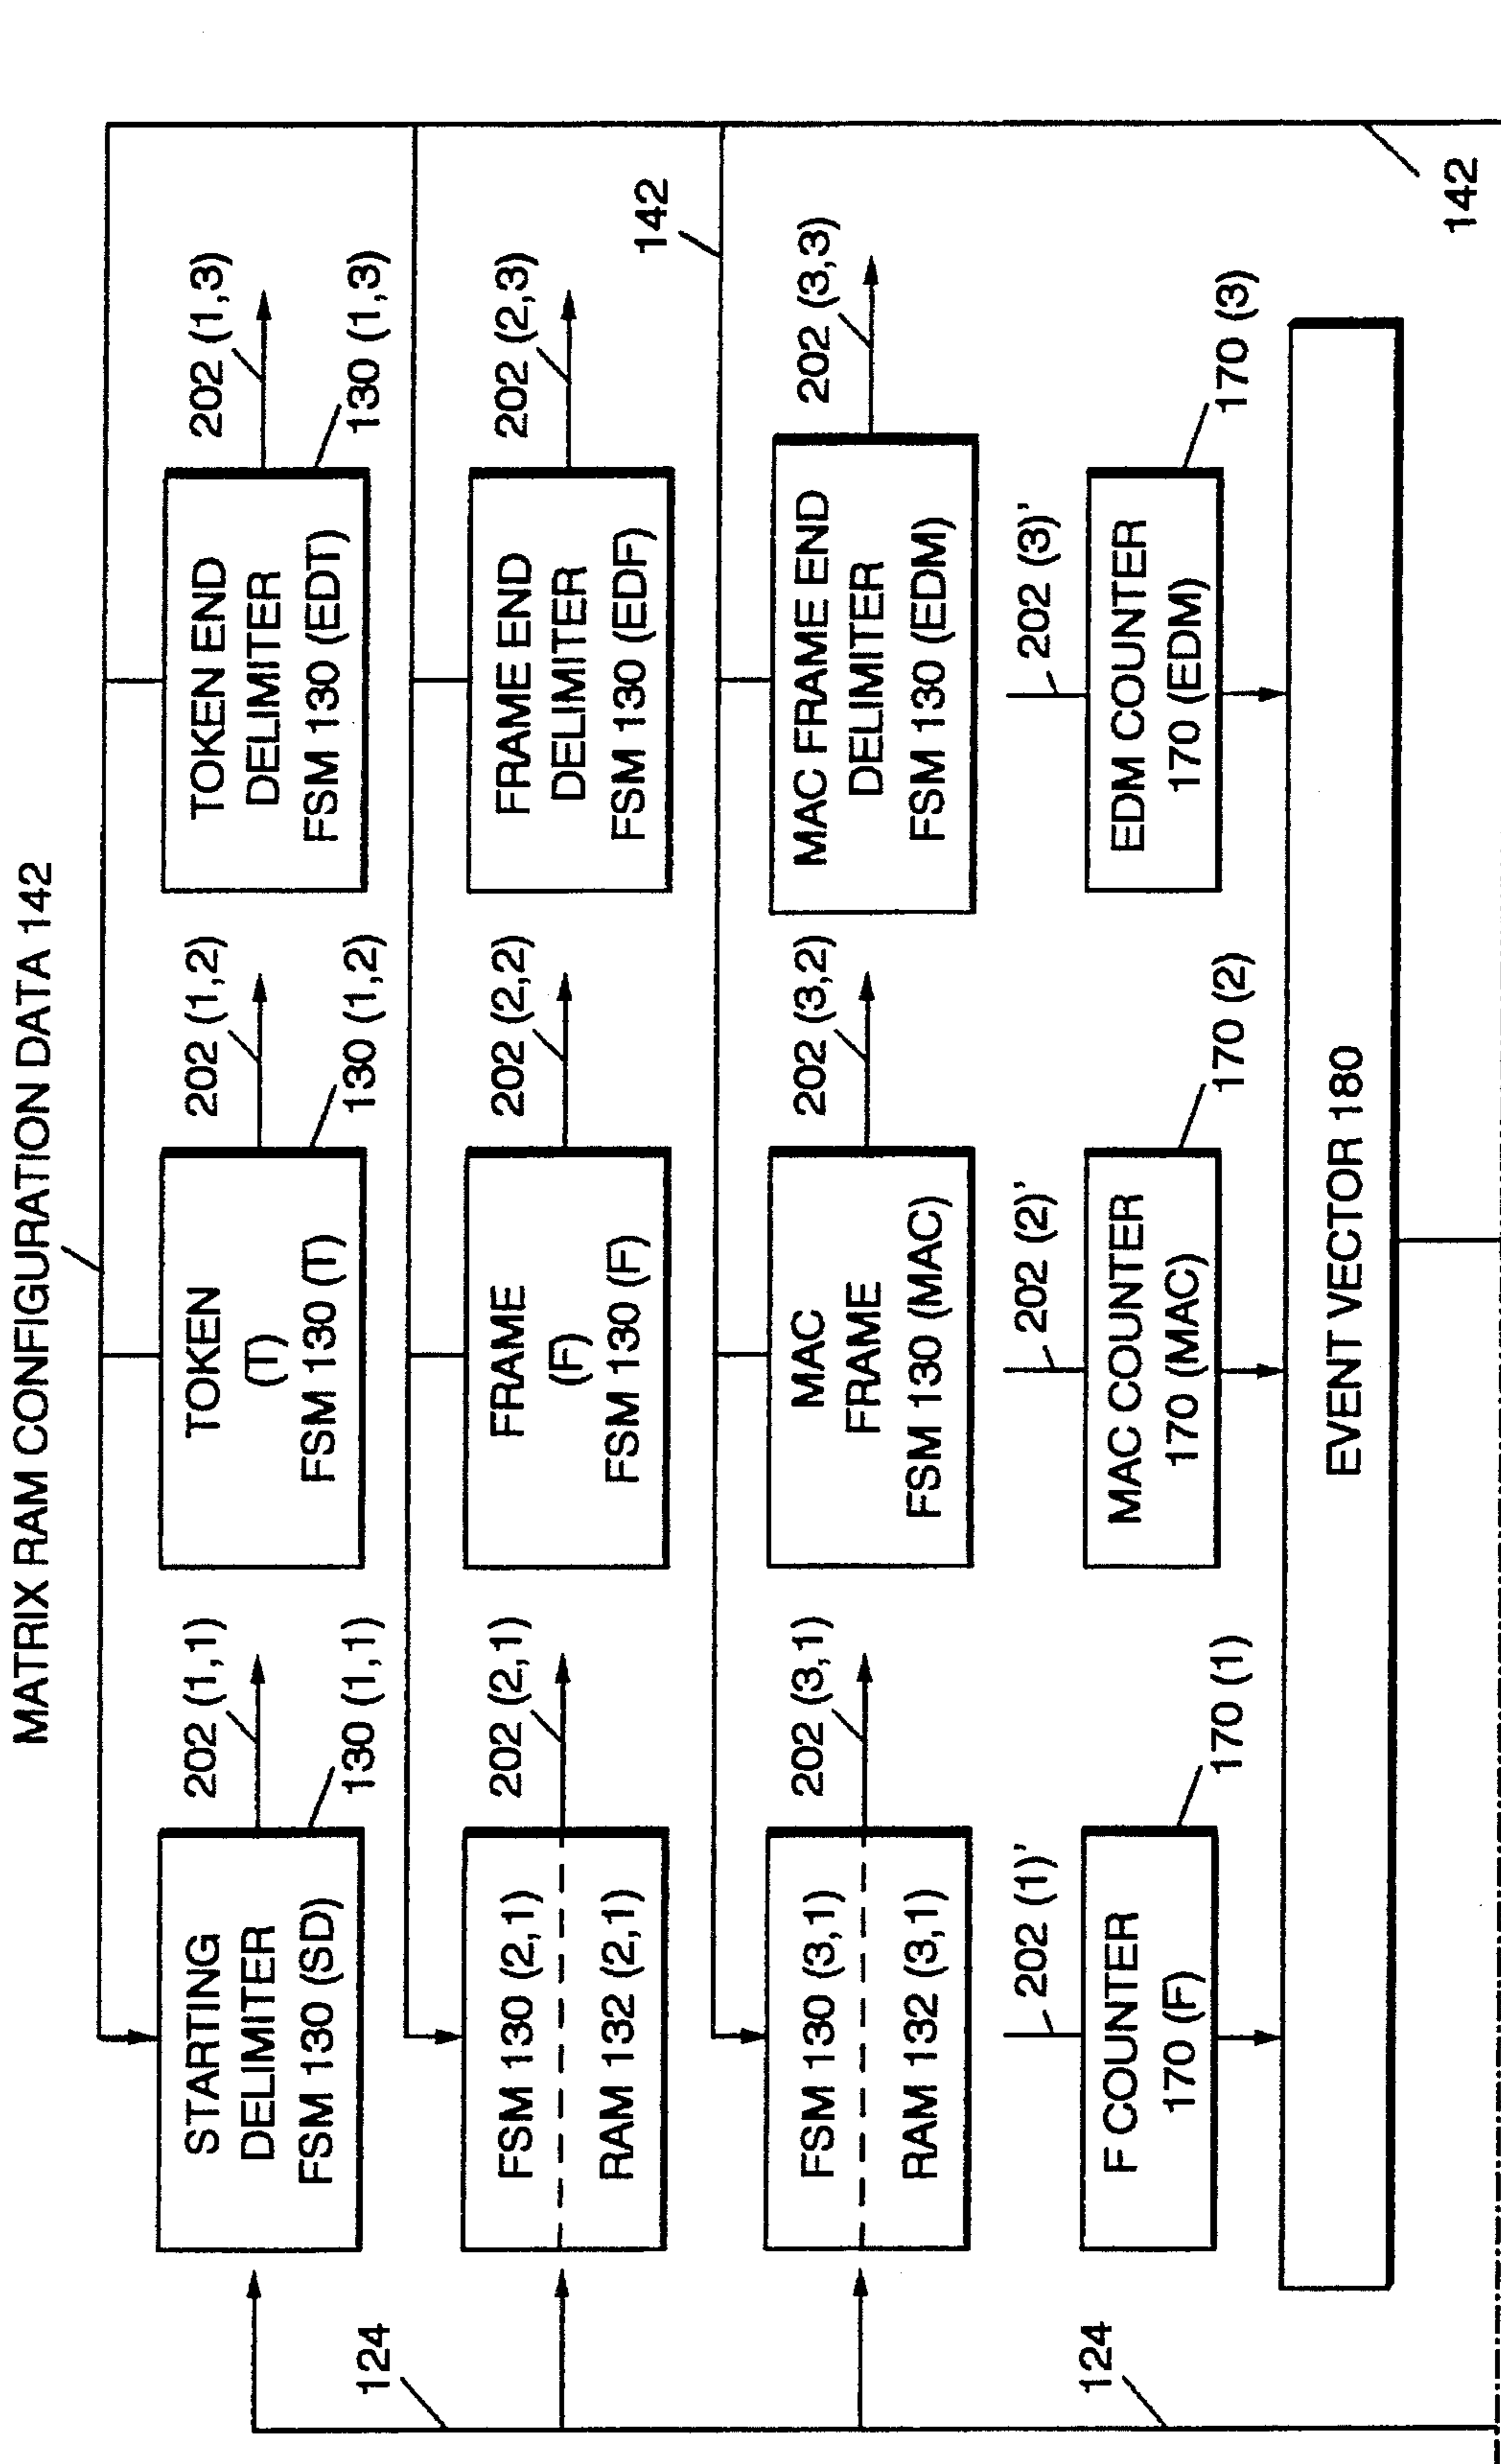 MATRIX RAM CONFIGURATION DATA 142
202 (1,1)
202 (1,2)
202 (1,3)
STARTING
DELIMITER
FSM 130 (SD)
130 (1,1)
TOKEN
(T)
FSM 130 (T)
130 (1,2)
TOKEN END
DELIMITER
FSM 130 (EDT)
130 (1,3)
124
202 (2,1)
202 (2,2)
202 (2,3)
FSM 130 (2,1)
RAM 132 (2,1)
FRAME
(F)
FSM 130 (F)
FRAME END
DELIMITER
FSM 130 (EDF)
142
202 (3,1)
202 (3,2)
202 (3,3)
FSM 130 (3,1)
RAM 132 (3,1)
MAC
FRAME
FSM 130 (MAC)
MAC FRAME END
DELIMITER
FSM 130 (EDM)
202 (1)'
202 (2)'
202 (3)'
124
F COUNTER
170 (F)
170 (1)
MAC COUNTER
170 (MAC)
170 (2)
EDM COUNTER
170 (EDM)
170 (3)
EVENT VECTOR 180
142